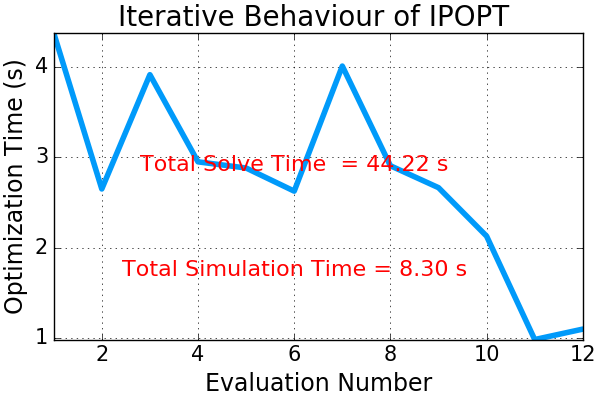 Iterative Behaviour of IPOPT
Optimization Time (s)
4
3
2
1
Total Solve Time  = 44.22 s
Total Simulation Time = 8.30 s
2 4 6 8 10 12
Evaluation Number